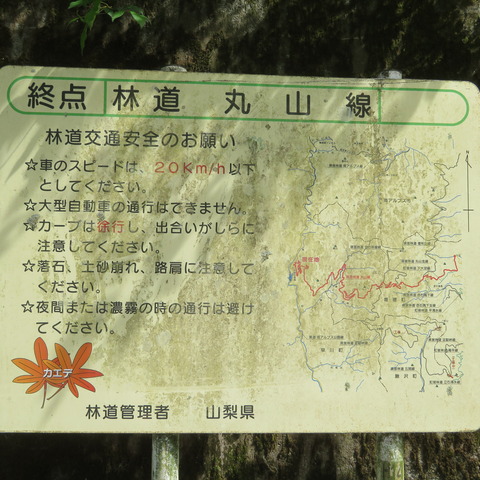 終点 林道 丸山線
林道交通安全のお願い
☆車のスピードは、20Km/h以下
としてください。
☆大型自動車の通行はできません。
☆カーブは徐行し、出合いがしらに
注意してください。
☆落石、土砂崩れ、路肩に注意して
ください。
☆夜間または濃霧の時の通行は避け
てください。
カエデ
林道管理者 山梨県
現在地